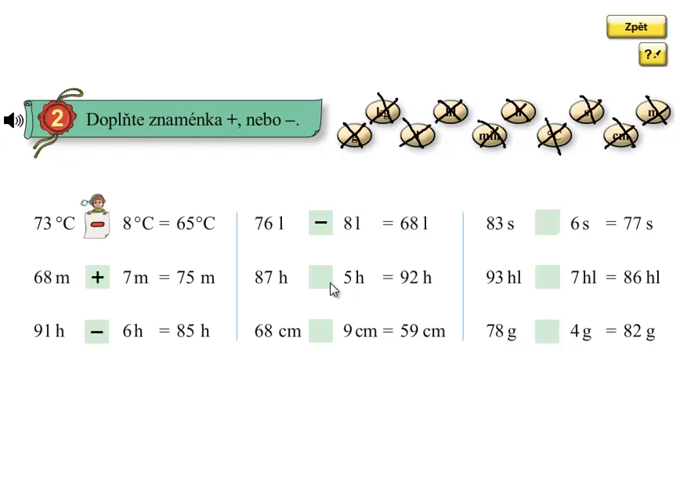 Zpět
?
2 Doplňte znaménka +, nebo –.
kg hl h s m
g l mm °C cm
73 °C – 8 °C = 65°C
68 m + 7 m = 75 m
91 h – 6 h = 85 h
76 l – 8 l = 68 l
87 h 5 h = 92 h
68 cm 9 cm = 59 cm
83 s 6 s = 77 s
93 hl 7 hl = 86 hl
78 g 4 g = 82 g